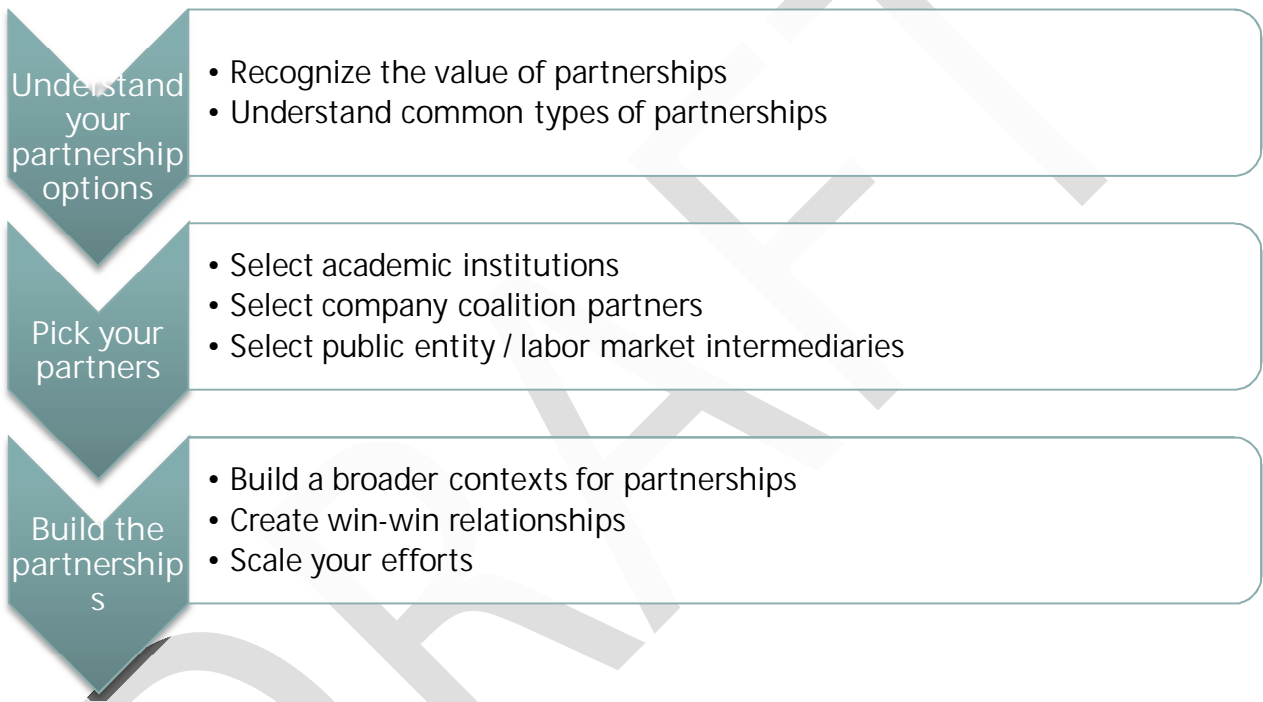 Understand
your
partnership
options
• Recognize the value of partnerships
• Understand common types of partnerships
Pick your
partners
• Select academic institutions
• Select company coalition partners
• Select public entity / labor market intermediaries
Build the
partnership
s
• Build a broader contexts for partnerships
• Create win-win relationships
• Scale your efforts
DRAFT